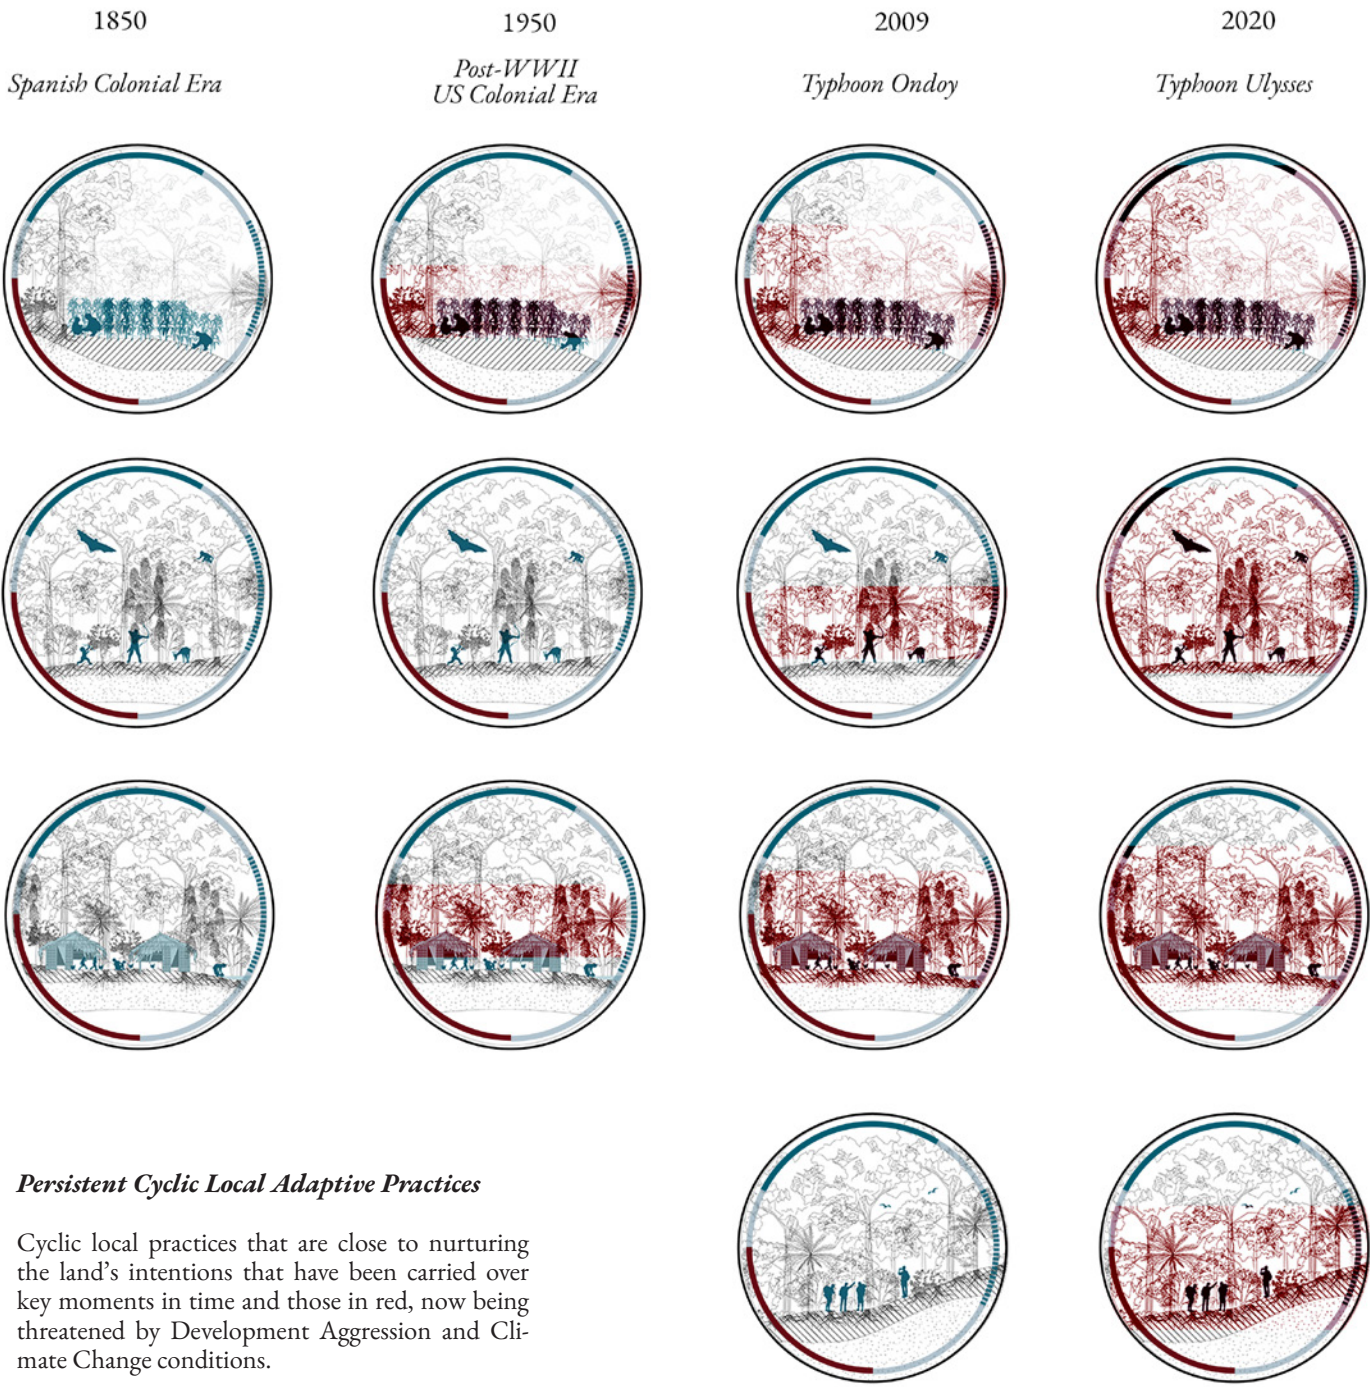 1850
1950
2009
2020
Spanish Colonial Era
Post-WWII
US Colonial Era
Typhoon Ondoy
Typhoon Ulysses
Persistent Cyclic Local Adaptive Practices
Cyclic local practices that are close to nurturing
the land’s intentions that have been carried over
key moments in time and those in red, now being
threatened by Development Aggression and Cli-
mate Change conditions.